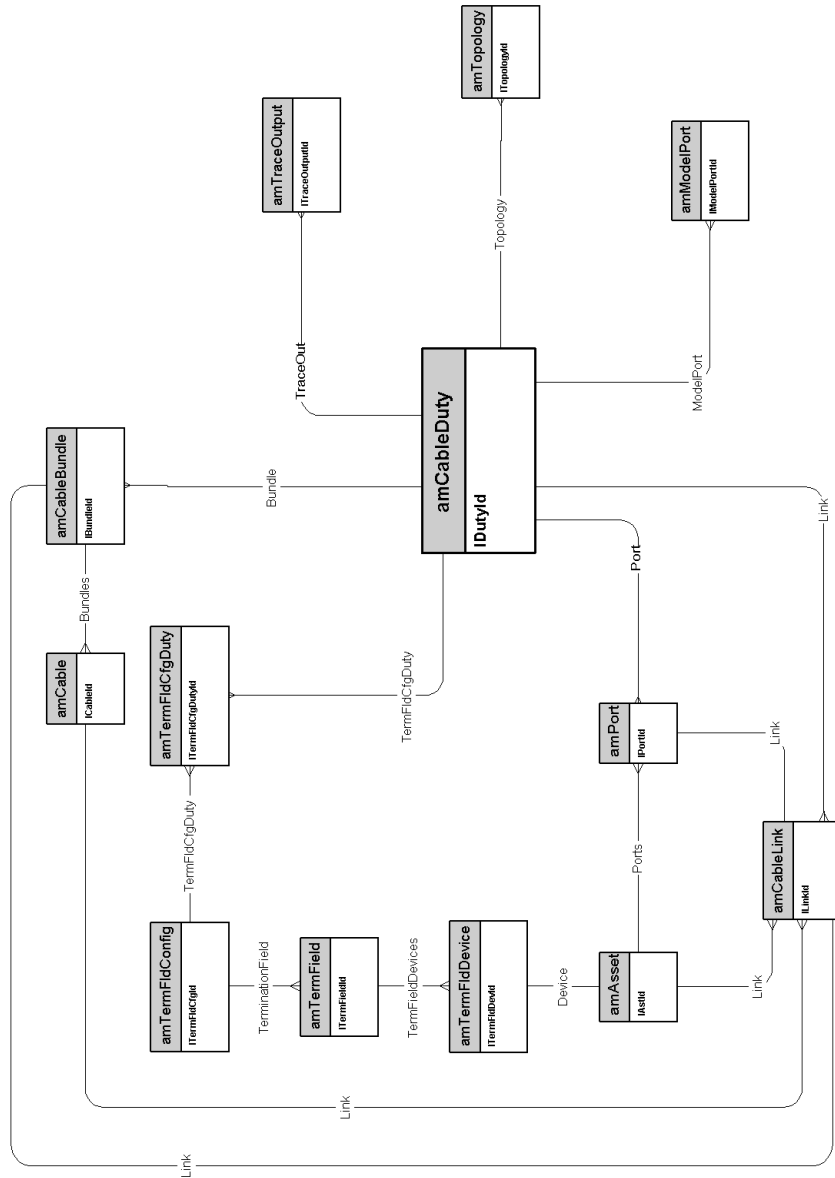 Link
amCable
lCableId
Bundles
amCableBundle
lBundleId
amTermFldConfig
lTermFldCfgId
TermFldCfgDuty
amTermFldCfgDuty
lTermFldCfgDutyId
TerminationField
Bundle
amTraceOutput
lTraceOutputId
amTermField
lTermFieldId
TraceOut
Link
TermFieldDevices
TermFldCfgDuty
amTermFldDevice
lTermFldDevId
amCableDuty
lDutyId
amTopology
lTopologyId
Topology
Device
amAsset
lAstId
Ports
amPort
lPortId
Port
amModelPort
lModelPortId
ModelPort
Link
Link
amCableLink
lLinkId
Link